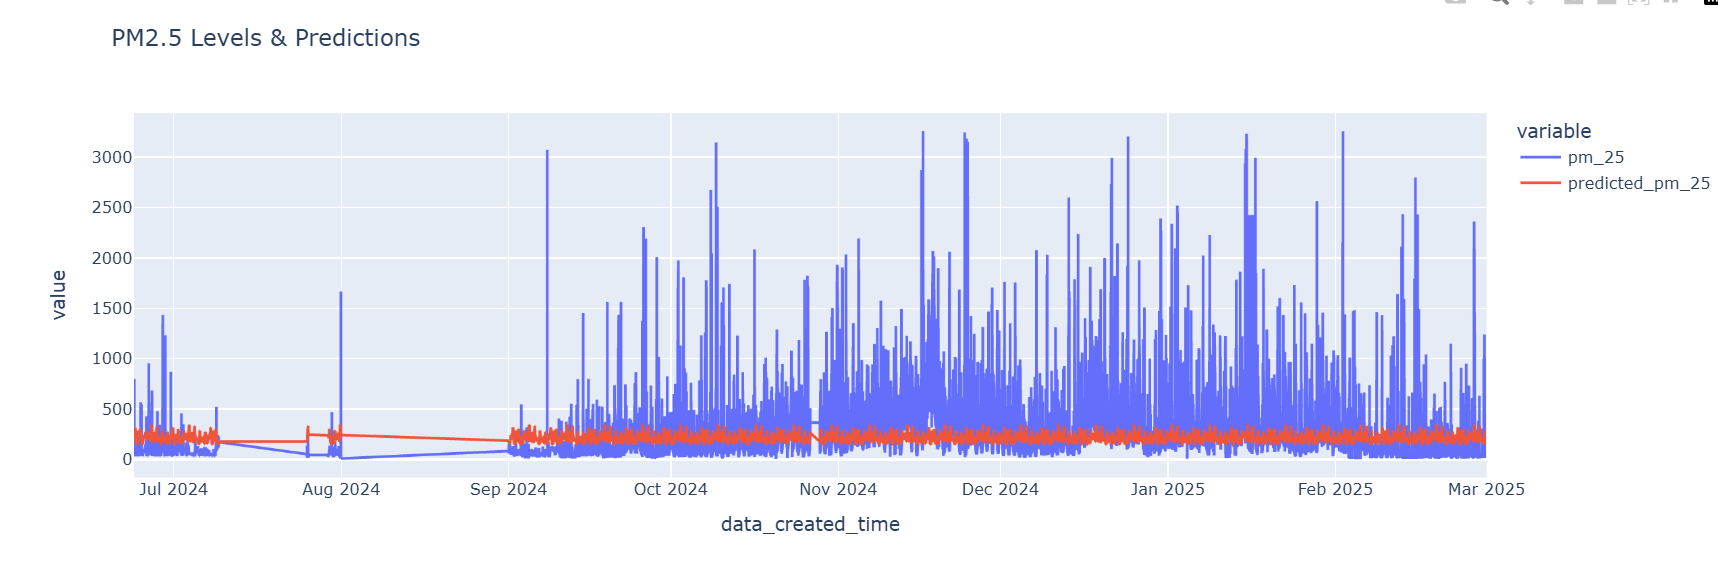 PM2.5 Levels & Predictions
variable
pm_25
predicted_pm_25
value
3000
2500
2000
1500
1000
500
0
Jul 2024 Aug 2024 Sep 2024 Oct 2024 Nov 2024 Dec 2024 Jan 2025 Feb 2025 Mar 2025
data_created_time